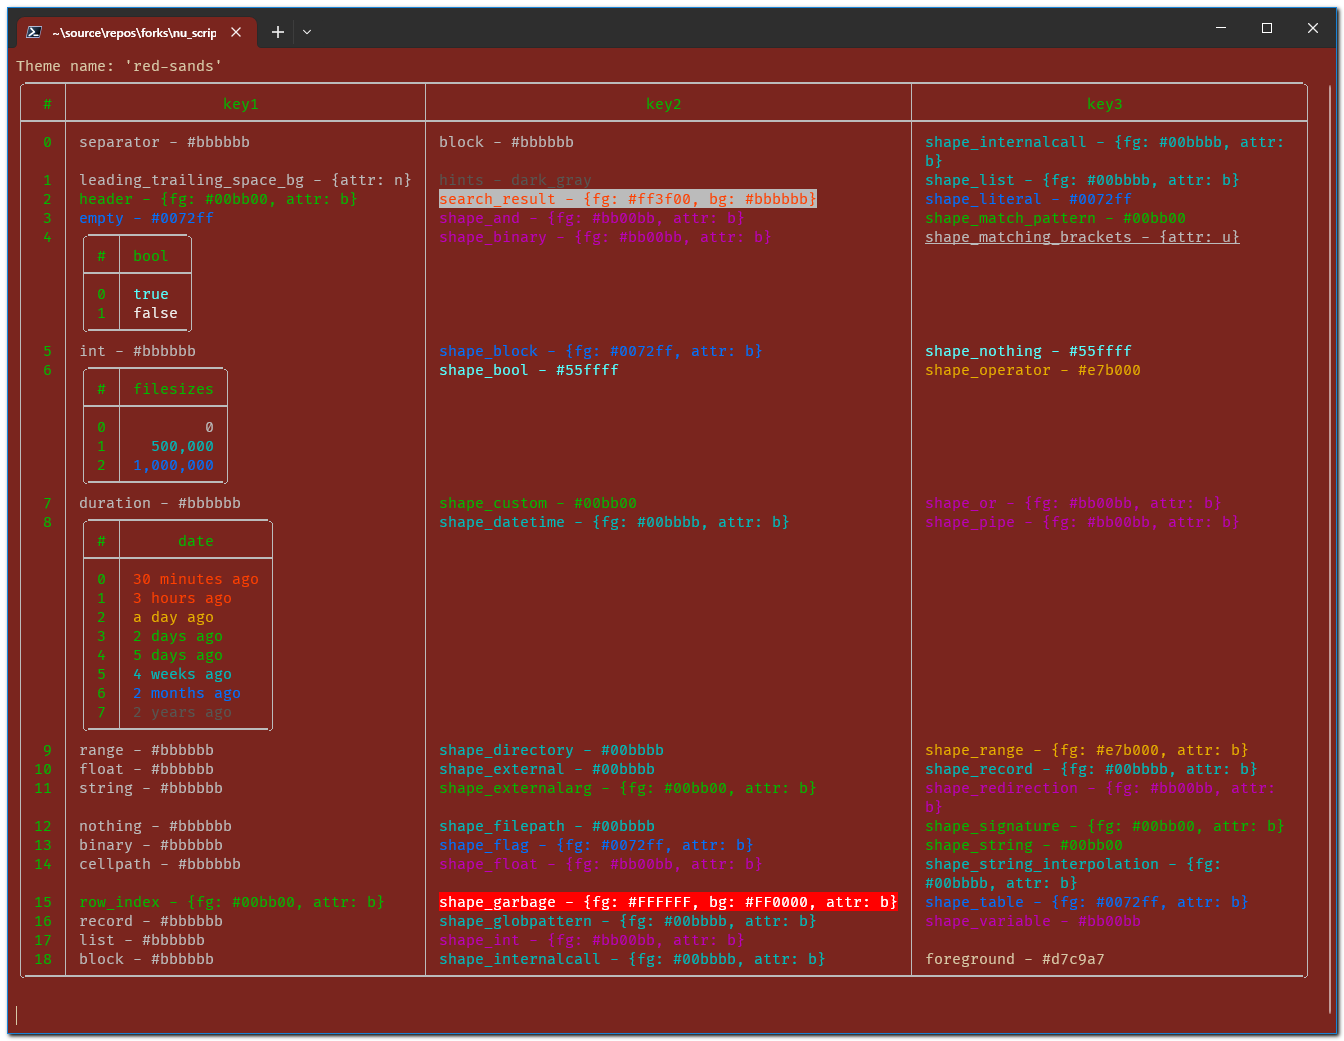 ~\source\repos\forks\nu_scrip
Theme name: 'red-sands'
# key1 key2 key3
0 separator - #bbbbbb block - #bbbbbb shape_internalcall - {fg: #00bbbb, attr:
b}
1 leading_trailing_space_bg - {attr: n} hints - dark_gray shape_list - {fg: #00bbbb, attr: b}
2 header - {fg: #00bb00, attr: b} search_result - {fg: #ff3f00, bg: #bbbbbb} shape_literal - #0072ff
3 empty - #0072ff shape_and - {fg: #bb00bb, attr: b} shape_match_pattern - #00bb00
4 shape_binary - {fg: #bb00bb, attr: b} shape_matching_brackets - {attr: u}
# bool
0 true
1 false
5 int - #bbbbbb shape_block - {fg: #0072ff, attr: b} shape_nothing - #55ffff
6 shape_bool - #55ffff shape_operator - #e7b000
# filesizes
0 0
1 500,000
2 1,000,000
7 duration - #bbbbbb shape_custom - #00bb00 shape_or - {fg: #bb00bb, attr: b}
8 shape_datetime - {fg: #00bbbb, attr: b} shape_pipe - {fg: #bb00bb, attr: b}
# date
0 30 minutes ago
1 3 hours ago
2 a day ago
3 2 days ago
4 5 days ago
5 4 weeks ago
6 2 months ago
7 2 years ago
9 range - #bbbbbb shape_directory - #00bbbb shape_range - {fg: #e7b000, attr: b}
10 float - #bbbbbb shape_external - #00bbbb shape_record - {fg: #00bbbb, attr: b}
11 string - #bbbbbb shape_externalarg - {fg: #00bb00, attr: b} shape_redirection - {fg: #bb00bb, attr:
b}
12 nothing - #bbbbbb shape_filepath - #00bbbb shape_signature - {fg: #00bb00, attr: b}
13 binary - #bbbbbb shape_flag - {fg: #0072ff, attr: b} shape_string - #00bb00
14 cellpath - #bbbbbb shape_float - {fg: #bb00bb, attr: b} shape_string_interpolation - {fg:
#00bbbb, attr: b}
15 row_index - {fg: #00bb00, attr: b} shape_garbage - {fg: #FFFFFF, bg: #FF0000, attr: b} shape_table - {fg: #0072ff, attr: b}
16 record - #bbbbbb shape_globpattern - {fg: #00bbbb, attr: b} shape_variable - #bb00bb
17 list - #bbbbbb shape_int - {fg: #bb00bb, attr: b}
18 block - #bbbbbb shape_internalcall - {fg: #00bbbb, attr: b} foreground - #d7c9a7